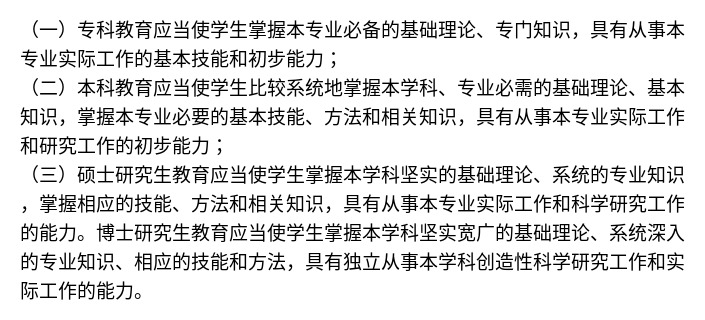 （一）专科教育应当使学生掌握本专业必备的基础理论、专门知识，具有从事本
专业实际工作的基本技能和初步能力；
（二）本科教育应当使学生比较系统地掌握本学科、专业必需的基础理论、基本
知识，掌握本专业必要的基本技能、方法和相关知识，具有从事本专业实际工作
和研究工作的初步能力；
（三）硕士研究生教育应当使学生掌握本学科坚实的基础理论、系统的专业知识
，掌握相应的技能、方法和相关知识，具有从事本专业实际工作和科学研究工作
的能力。博士研究生教育应当使学生掌握本学科坚实宽广的基础理论、系统深入
的专业知识、相应的技能和方法，具有独立从事本学科创造性科学研究工作和实
际工作的能力。